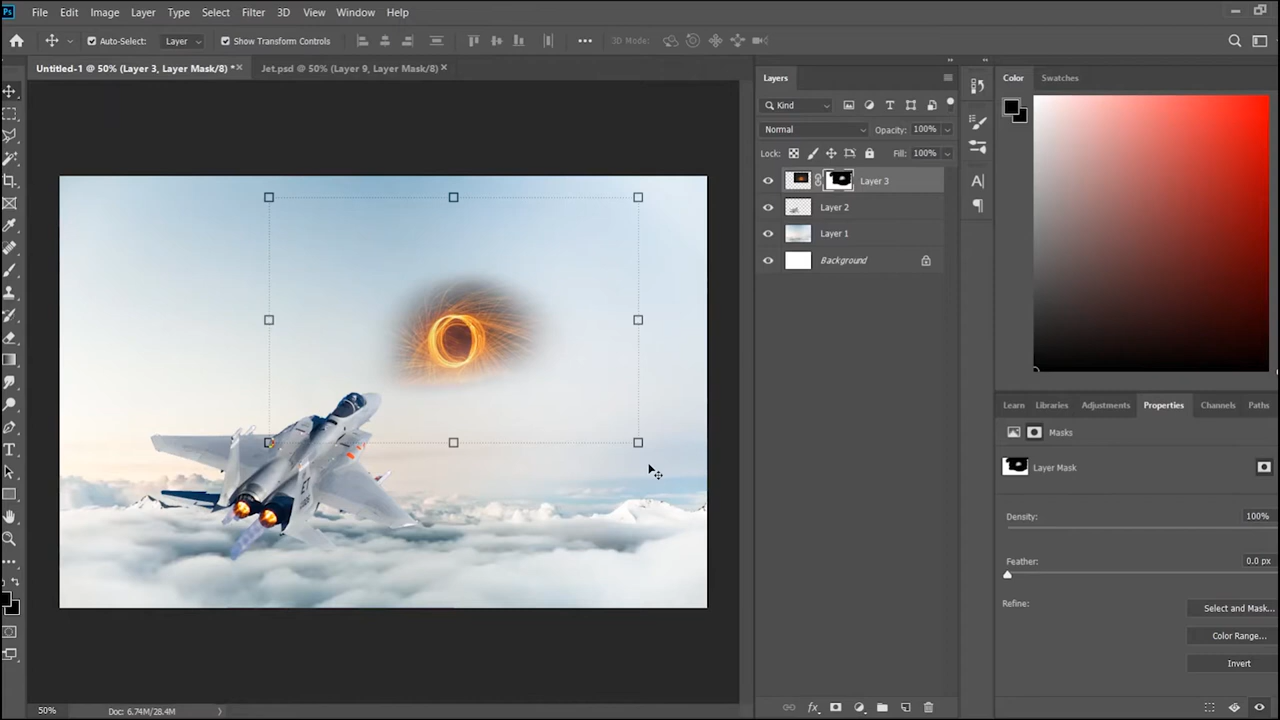 Ps File Edit Image Layer Type Select Filter 3D View Window Help
Auto-Select: Layer Show Transform Controls 3D Mode:
Untitled-1 @ 50% (Layer 3, Layer Mask/8) * Jet.psd @ 50% (Layer 9, Layer Mask/8)
Layers
Kind
Normal Opacity: 100%
Lock: Fill: 100%
Layer 3
Layer 2
Layer 1
Background
Color Swatches
Learn Libraries Adjustments Properties Channels Paths
Masks
Layer Mask
Density: 100%
Feather: 0.0 px
Refine: Select and Mask...
Color Range...
Invert
50% Doc: 6.74M/28.4M